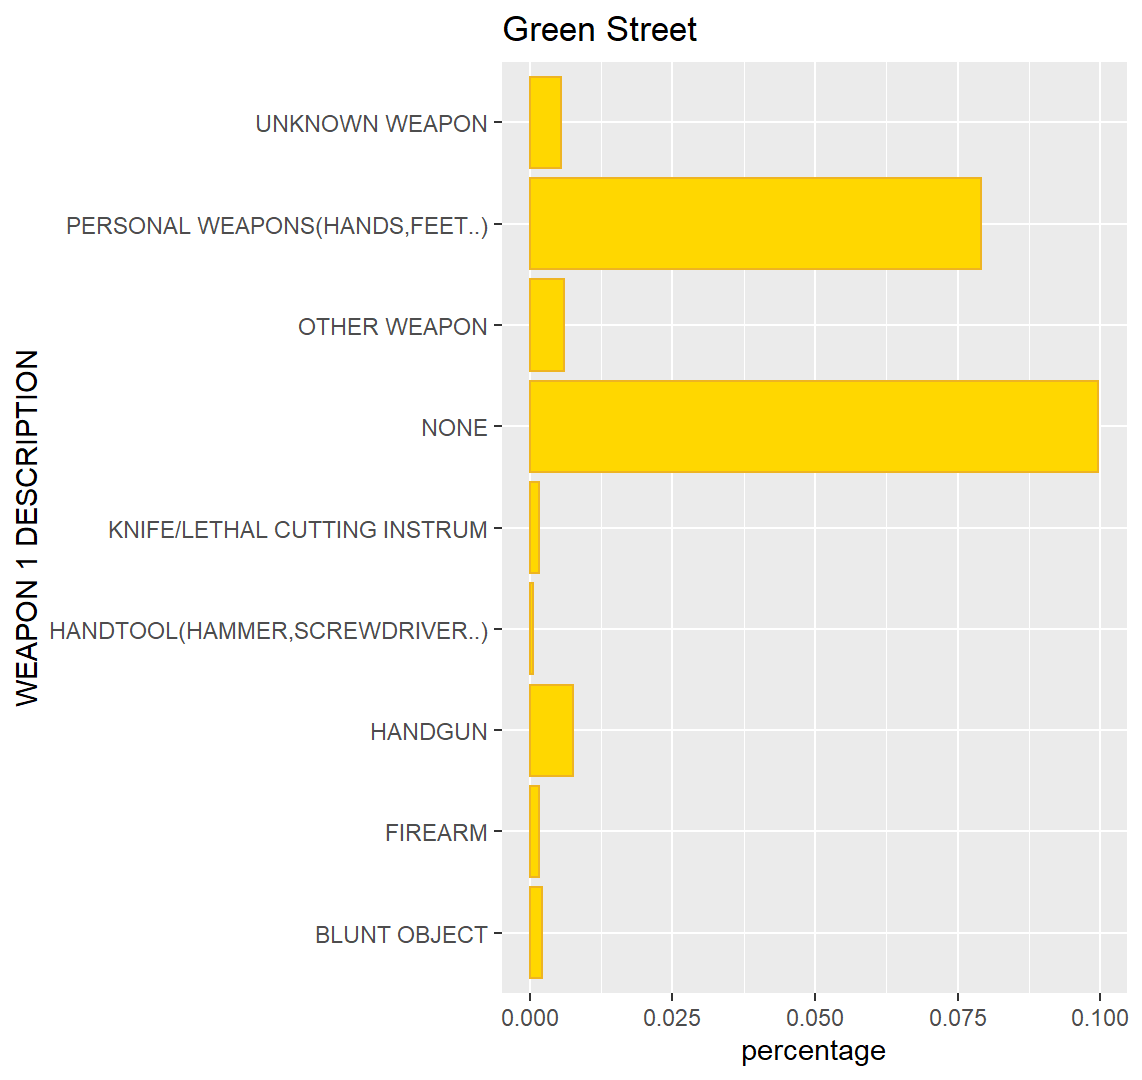 Green Street
WEAPON 1 DESCRIPTION
UNKNOWN WEAPON
PERSONAL WEAPONS(HANDS,FEET..)
OTHER WEAPON
NONE
KNIFE/LETHAL CUTTING INSTRUM
HANDTOOL(HAMMER,SCREWDRIVER..)
HANDGUN
FIREARM
BLUNT OBJECT
0.000 0.025 0.050 0.075 0.100
percentage